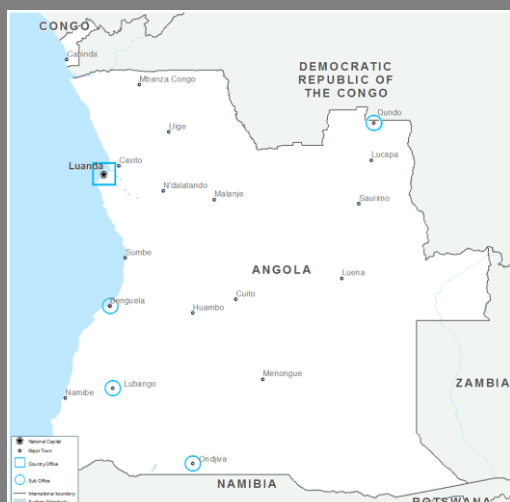 CONGO
Cabinda
DEMOCRATIC
REPUBLIC OF
THE CONGO
Mbanza Congo
Dundo
Uige
Luanda
Caxito
Lucapa
N'dalatando
Malanje
Saurimo
Sumbe
ANGOLA
Luena
Cuito
Benguela
Huambo
Menongue
Lubango
Namibe
ZAMBIA
Ondjiva
NAMIBIA
BOTSWANA
National Capital
Major Town
Country Office
Sub Office
International boundary